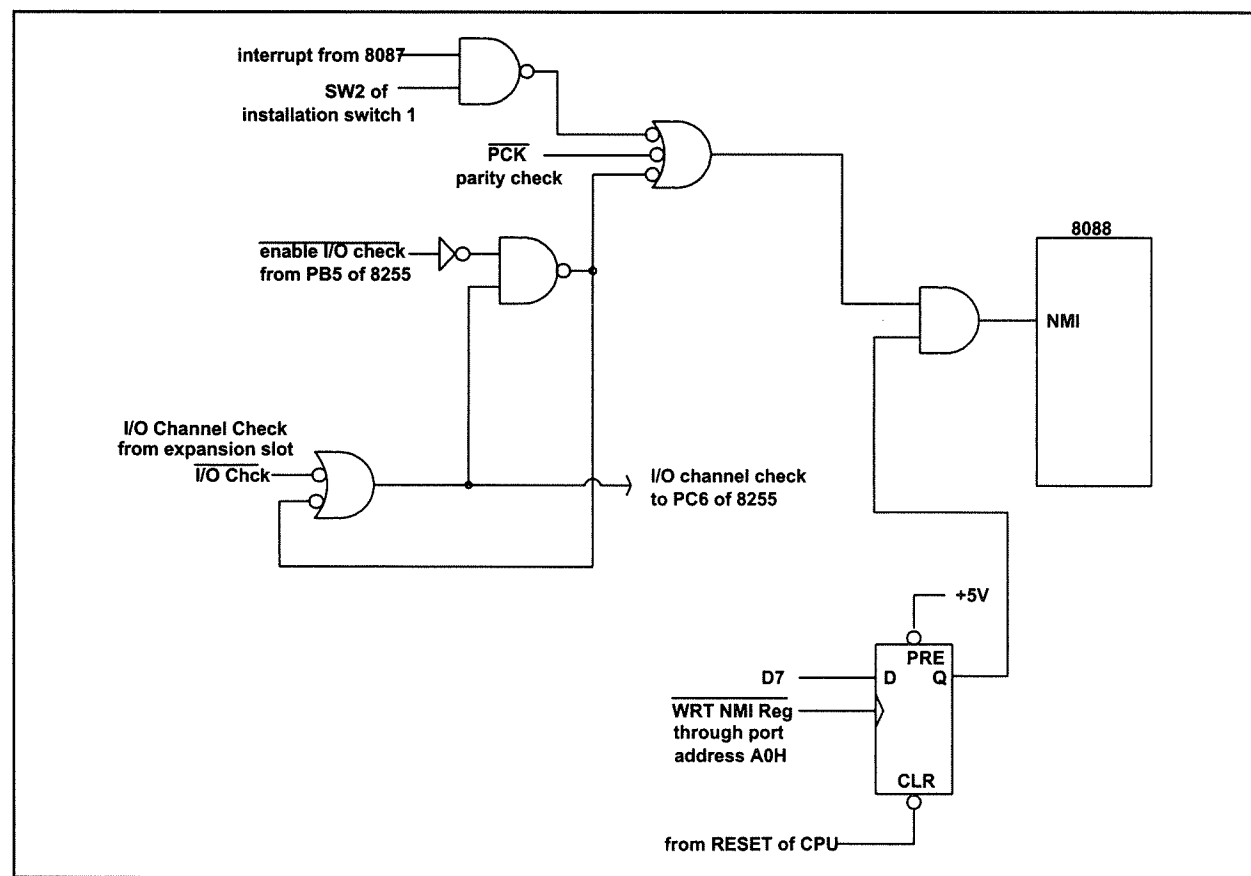 interrupt from 8087
SW2 of
installation switch 1
PCK
parity check
enable I/O check
from PB5 of 8255
8088
NMI
I/O Channel Check
from expansion slot
I/O Chck
I/O channel check
to PC6 of 8255
+5V
PRE
D7
D
Q
WRT NMI Reg
through port
address A0H
CLR
from RESET of CPU